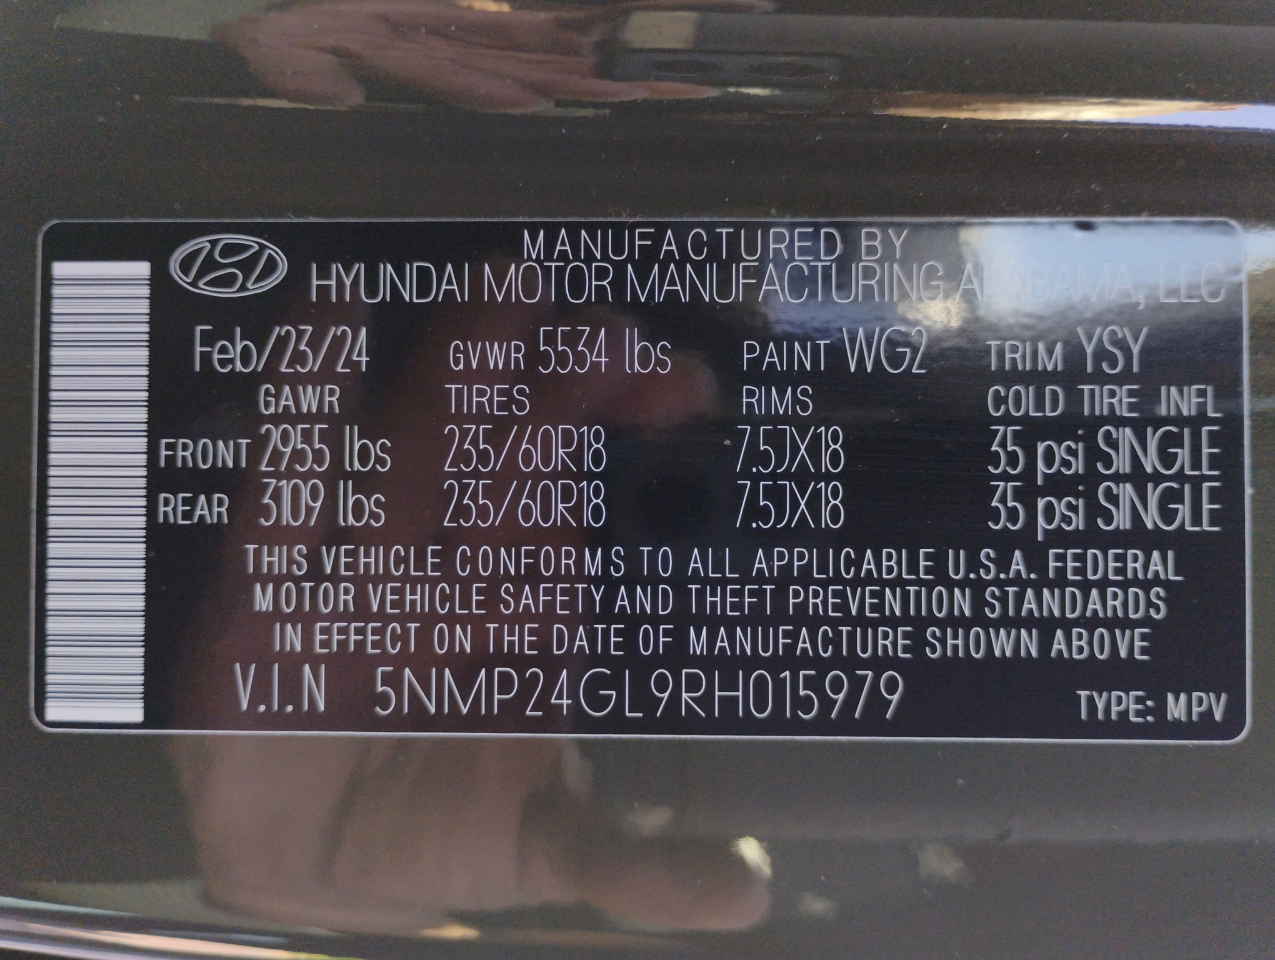 MANUFACTURED BY
HYUNDAI MOTOR MANUFACTURING ALABAMA, LLC
Feb/23/24 GVWR 5534 lbs PAINT WG2 TRIM YSY
GAWR TIRES RIMS COLD TIRE INFL
FRONT 2955 lbs 235/60R18 7.5JX18 35 psi SINGLE
REAR 3109 lbs 235/60R18 7.5JX18 35 psi SINGLE
THIS VEHICLE CONFORMS TO ALL APPLICABLE U.S.A. FEDERAL
MOTOR VEHICLE SAFETY AND THEFT PREVENTION STANDARDS
IN EFFECT ON THE DATE OF MANUFACTURE SHOWN ABOVE
V.I.N 5NMP24GL9RH015979 TYPE: MPV